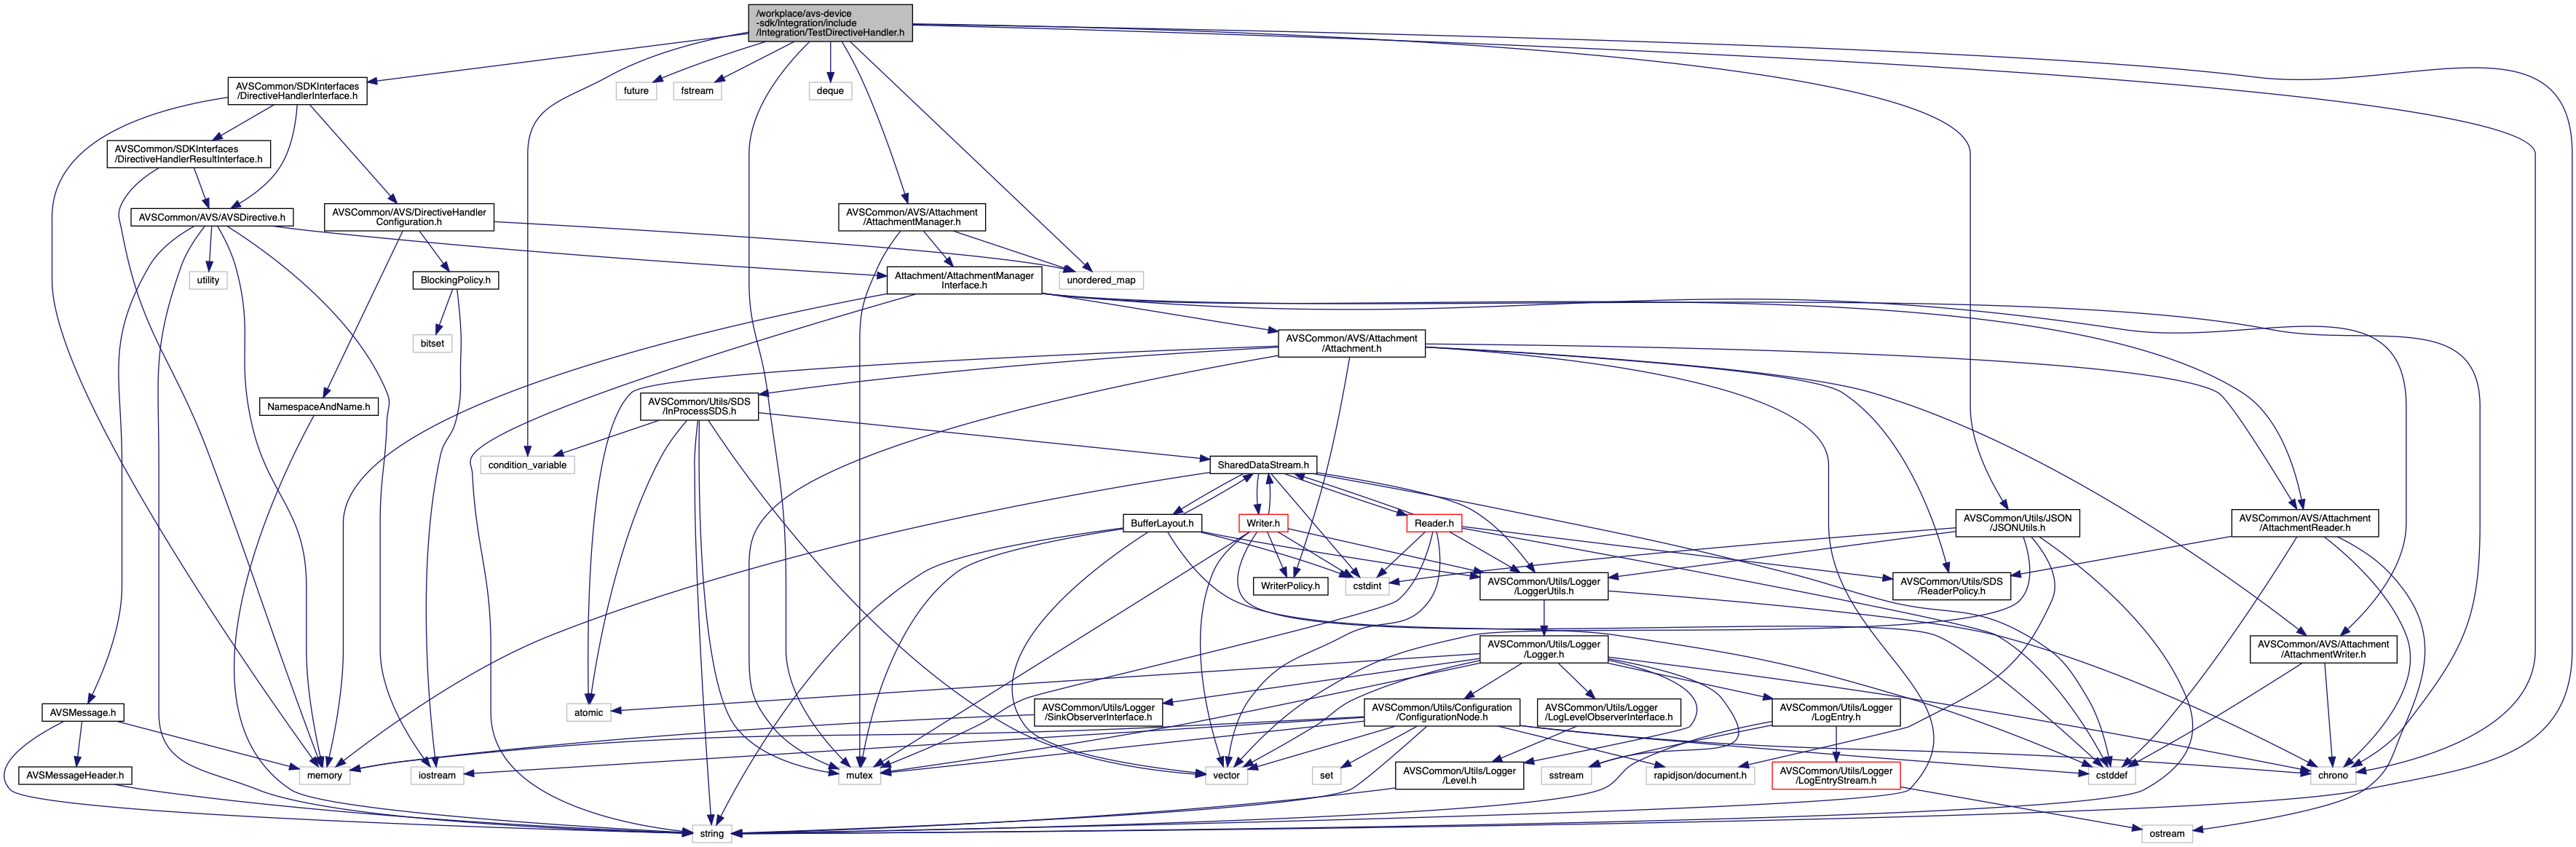 /workplace/avs-device
-sdk/Integration/include
/Integration/TestDirectiveHandler.h
AVSCommon/SDKInterfaces
/DirectiveHandlerInterface.h
future
fstream
deque
AVSCommon/SDKInterfaces
/DirectiveHandlerResultInterface.h
AVSCommon/AVS/AVSDirective.h
AVSCommon/AVS/DirectiveHandler
Configuration.h
AVSCommon/AVS/Attachment
/AttachmentManager.h
utility
BlockingPolicy.h
Attachment/AttachmentManager
Interface.h
unordered_map
bitset
AVSCommon/AVS/Attachment
/Attachment.h
NamespaceAndName.h
AVSCommon/Utils/SDS
/InProcessSDS.h
condition_variable
SharedDataStream.h
BufferLayout.h
Writer.h
Reader.h
AVSCommon/Utils/JSON
/JSONUtils.h
AVSCommon/AVS/Attachment
/AttachmentReader.h
WriterPolicy.h
cstdint
AVSCommon/Utils/Logger
/LoggerUtils.h
AVSCommon/Utils/SDS
/ReaderPolicy.h
AVSCommon/Utils/Logger
/Logger.h
AVSCommon/AVS/Attachment
/AttachmentWriter.h
AVSMessage.h
atomic
AVSCommon/Utils/Logger
/SinkObserverInterface.h
AVSCommon/Utils/Configuration
/ConfigurationNode.h
AVSCommon/Utils/Logger
/LogLevelObserverInterface.h
AVSCommon/Utils/Logger
/LogEntry.h
AVSMessageHeader.h
memory
iostream
mutex
vector
set
AVSCommon/Utils/Logger
/Level.h
sstream
rapidjson/document.h
AVSCommon/Utils/Logger
/LogEntryStream.h
cstddef
chrono
string
ostream